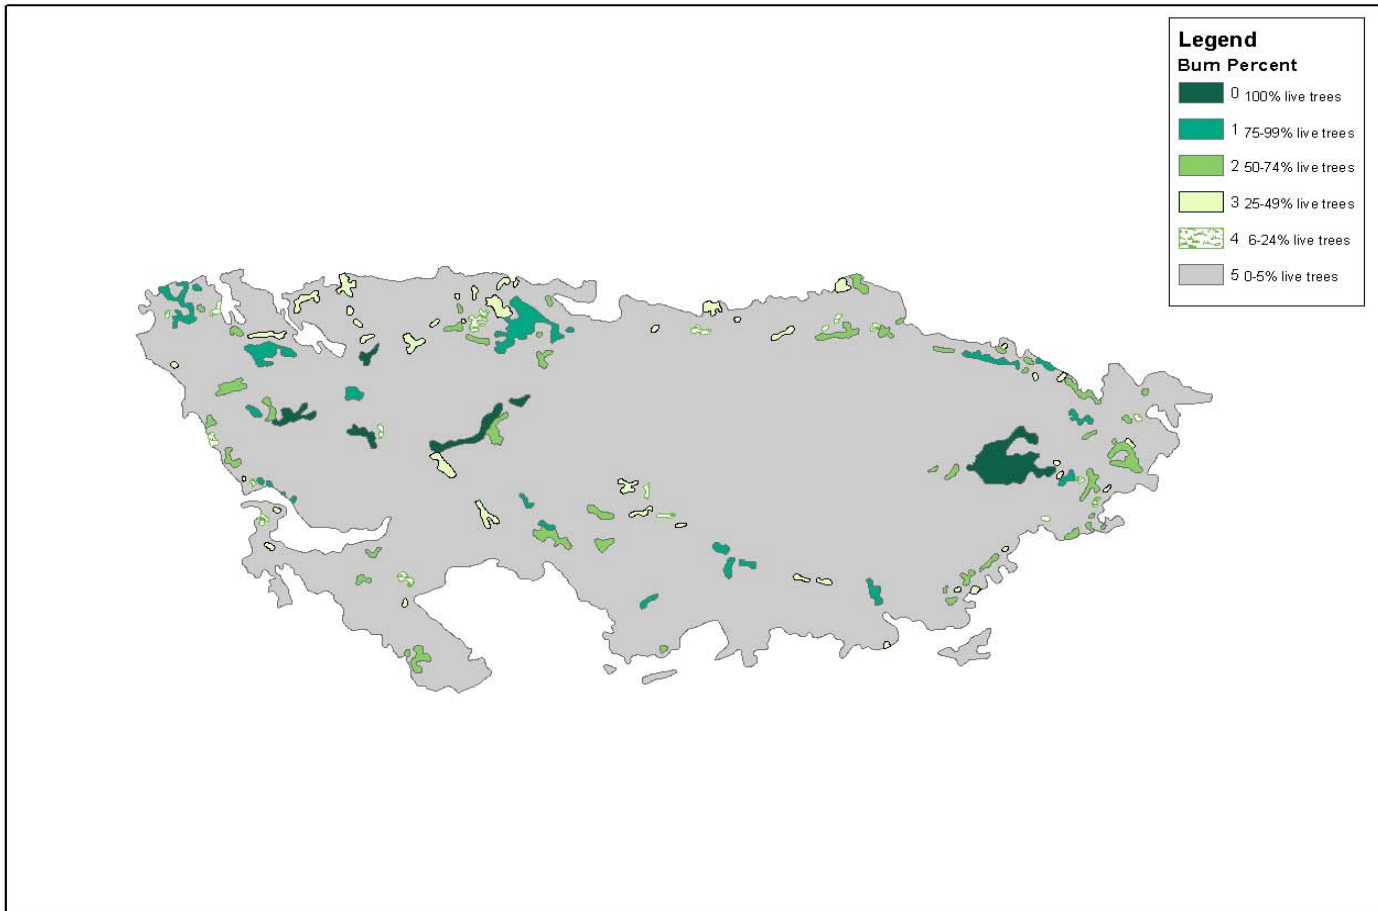 Legend
Burn Percent
0 100% live trees
1 75-99% live trees
2 50-74% live trees
3 25-49% live trees
4 6-24% live trees
5 0-5% live trees